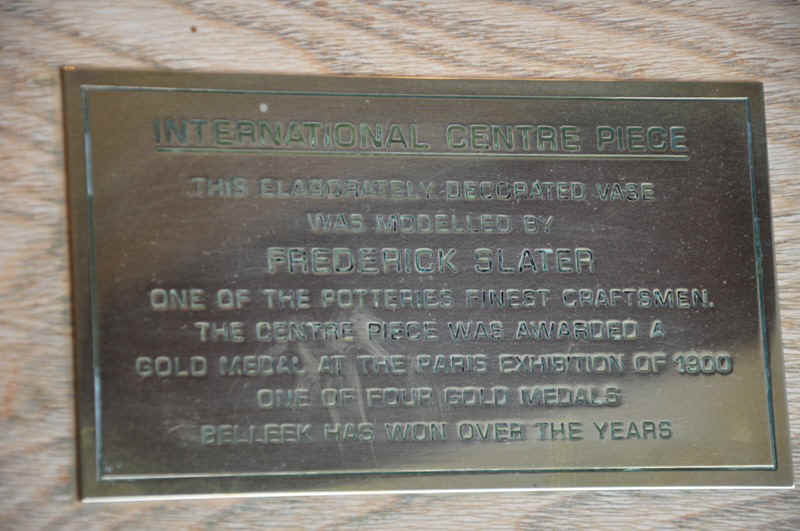 INTERNATIONAL CENTRE PIECE
THIS ELABORATELY DECORATED VASE
WAS MODELLED BY
FREDERICK SLATER
ONE OF THE POTTERIES FINEST CRAFTSMEN.
THE CENTRE PIECE WAS AWARDED A
GOLD MEDAL AT THE PARIS EXHIBITION OF 1900
ONE OF FOUR GOLD MEDALS
BELLEEK HAS WON OVER THE YEARS